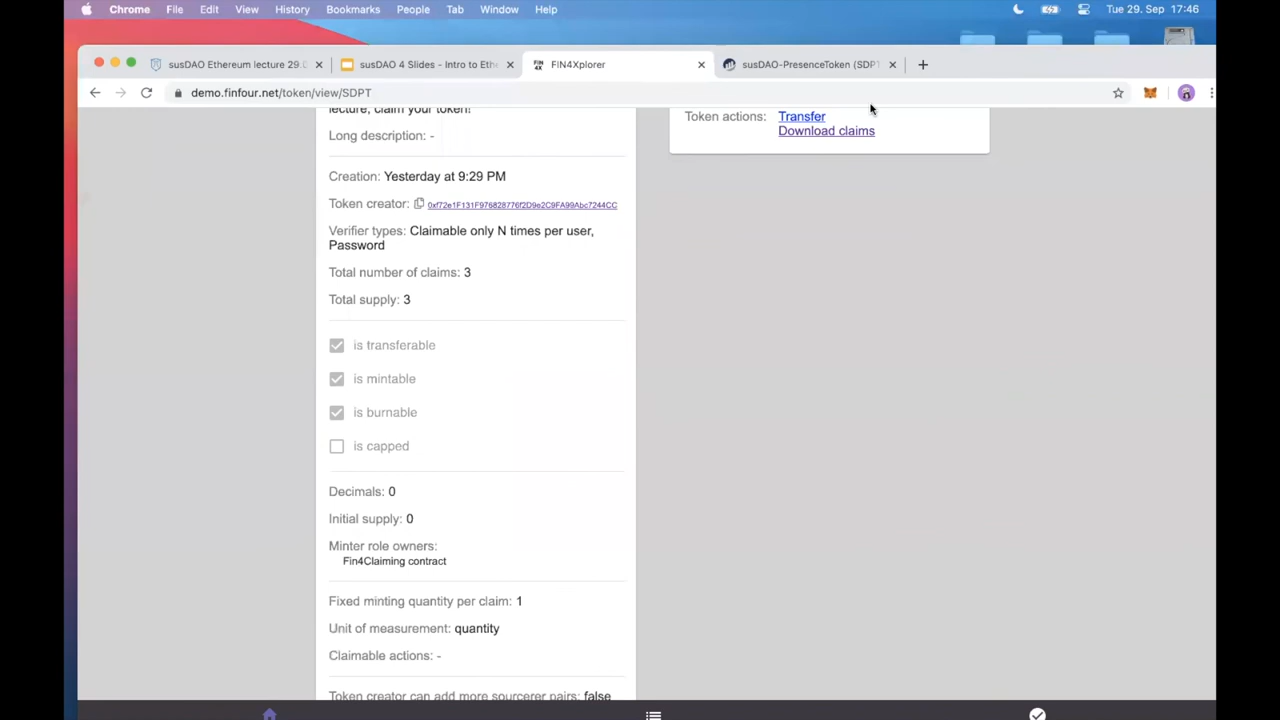 Chrome File Edit View History Bookmarks People Tab Window Help Tue 29. Sep 17:46
susDAO Ethereum lecture 29. susDAO 4 Slides - Intro to Eth FIN4Xplorer susDAO-PresenceToken (SDPT
demo.finfour.net/token/view/SDPT
lecture, claim your token!
Long description: -
Creation: Yesterday at 9:29 PM
Token creator:
Verifier types: Claimable only N times per user,
Password
Total number of claims: 3
Total supply: 3
is transferable
is mintable
is burnable
is capped
Decimals: 0
Initial supply: 0
Minter role owners:
Fin4Claiming contract
Fixed minting quantity per claim: 1
Unit of measurement: quantity
Claimable actions: -
Token creator can add more sourcerer pairs: false
Token actions: Transfer
Download claims